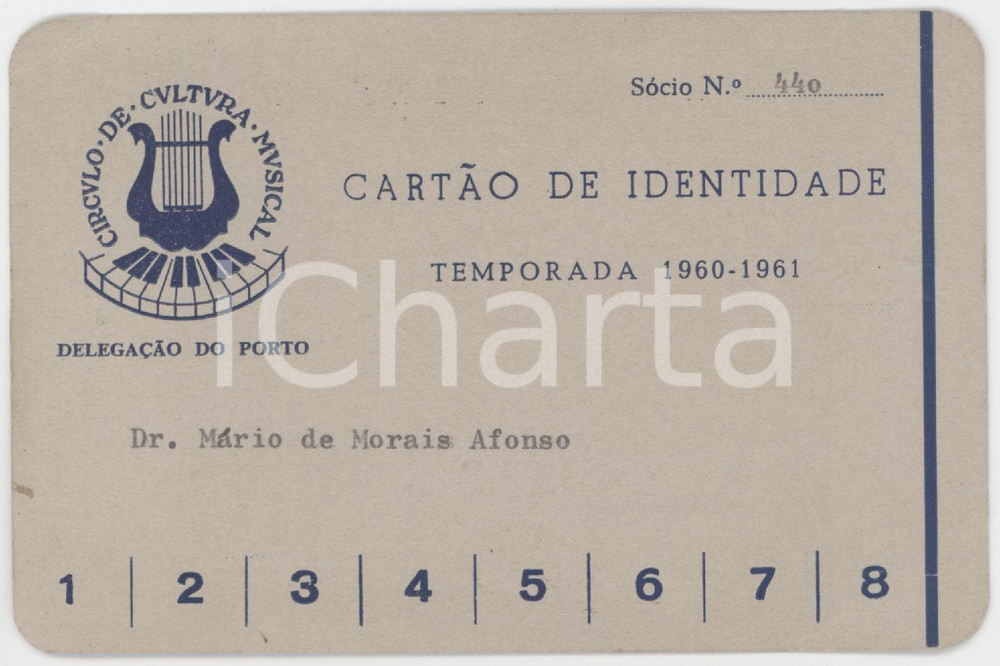 Sócio N.º 440
CIRCVLO·DE·CVLTVRA·MVSICAL
CARTÃO DE IDENTIDADE
TEMPORADA 1960-1961
DELEGAÇÃO DO PORTO
iCharta
Dr. Mário de Morais Afonso
1 2 3 4 5 6 7 8